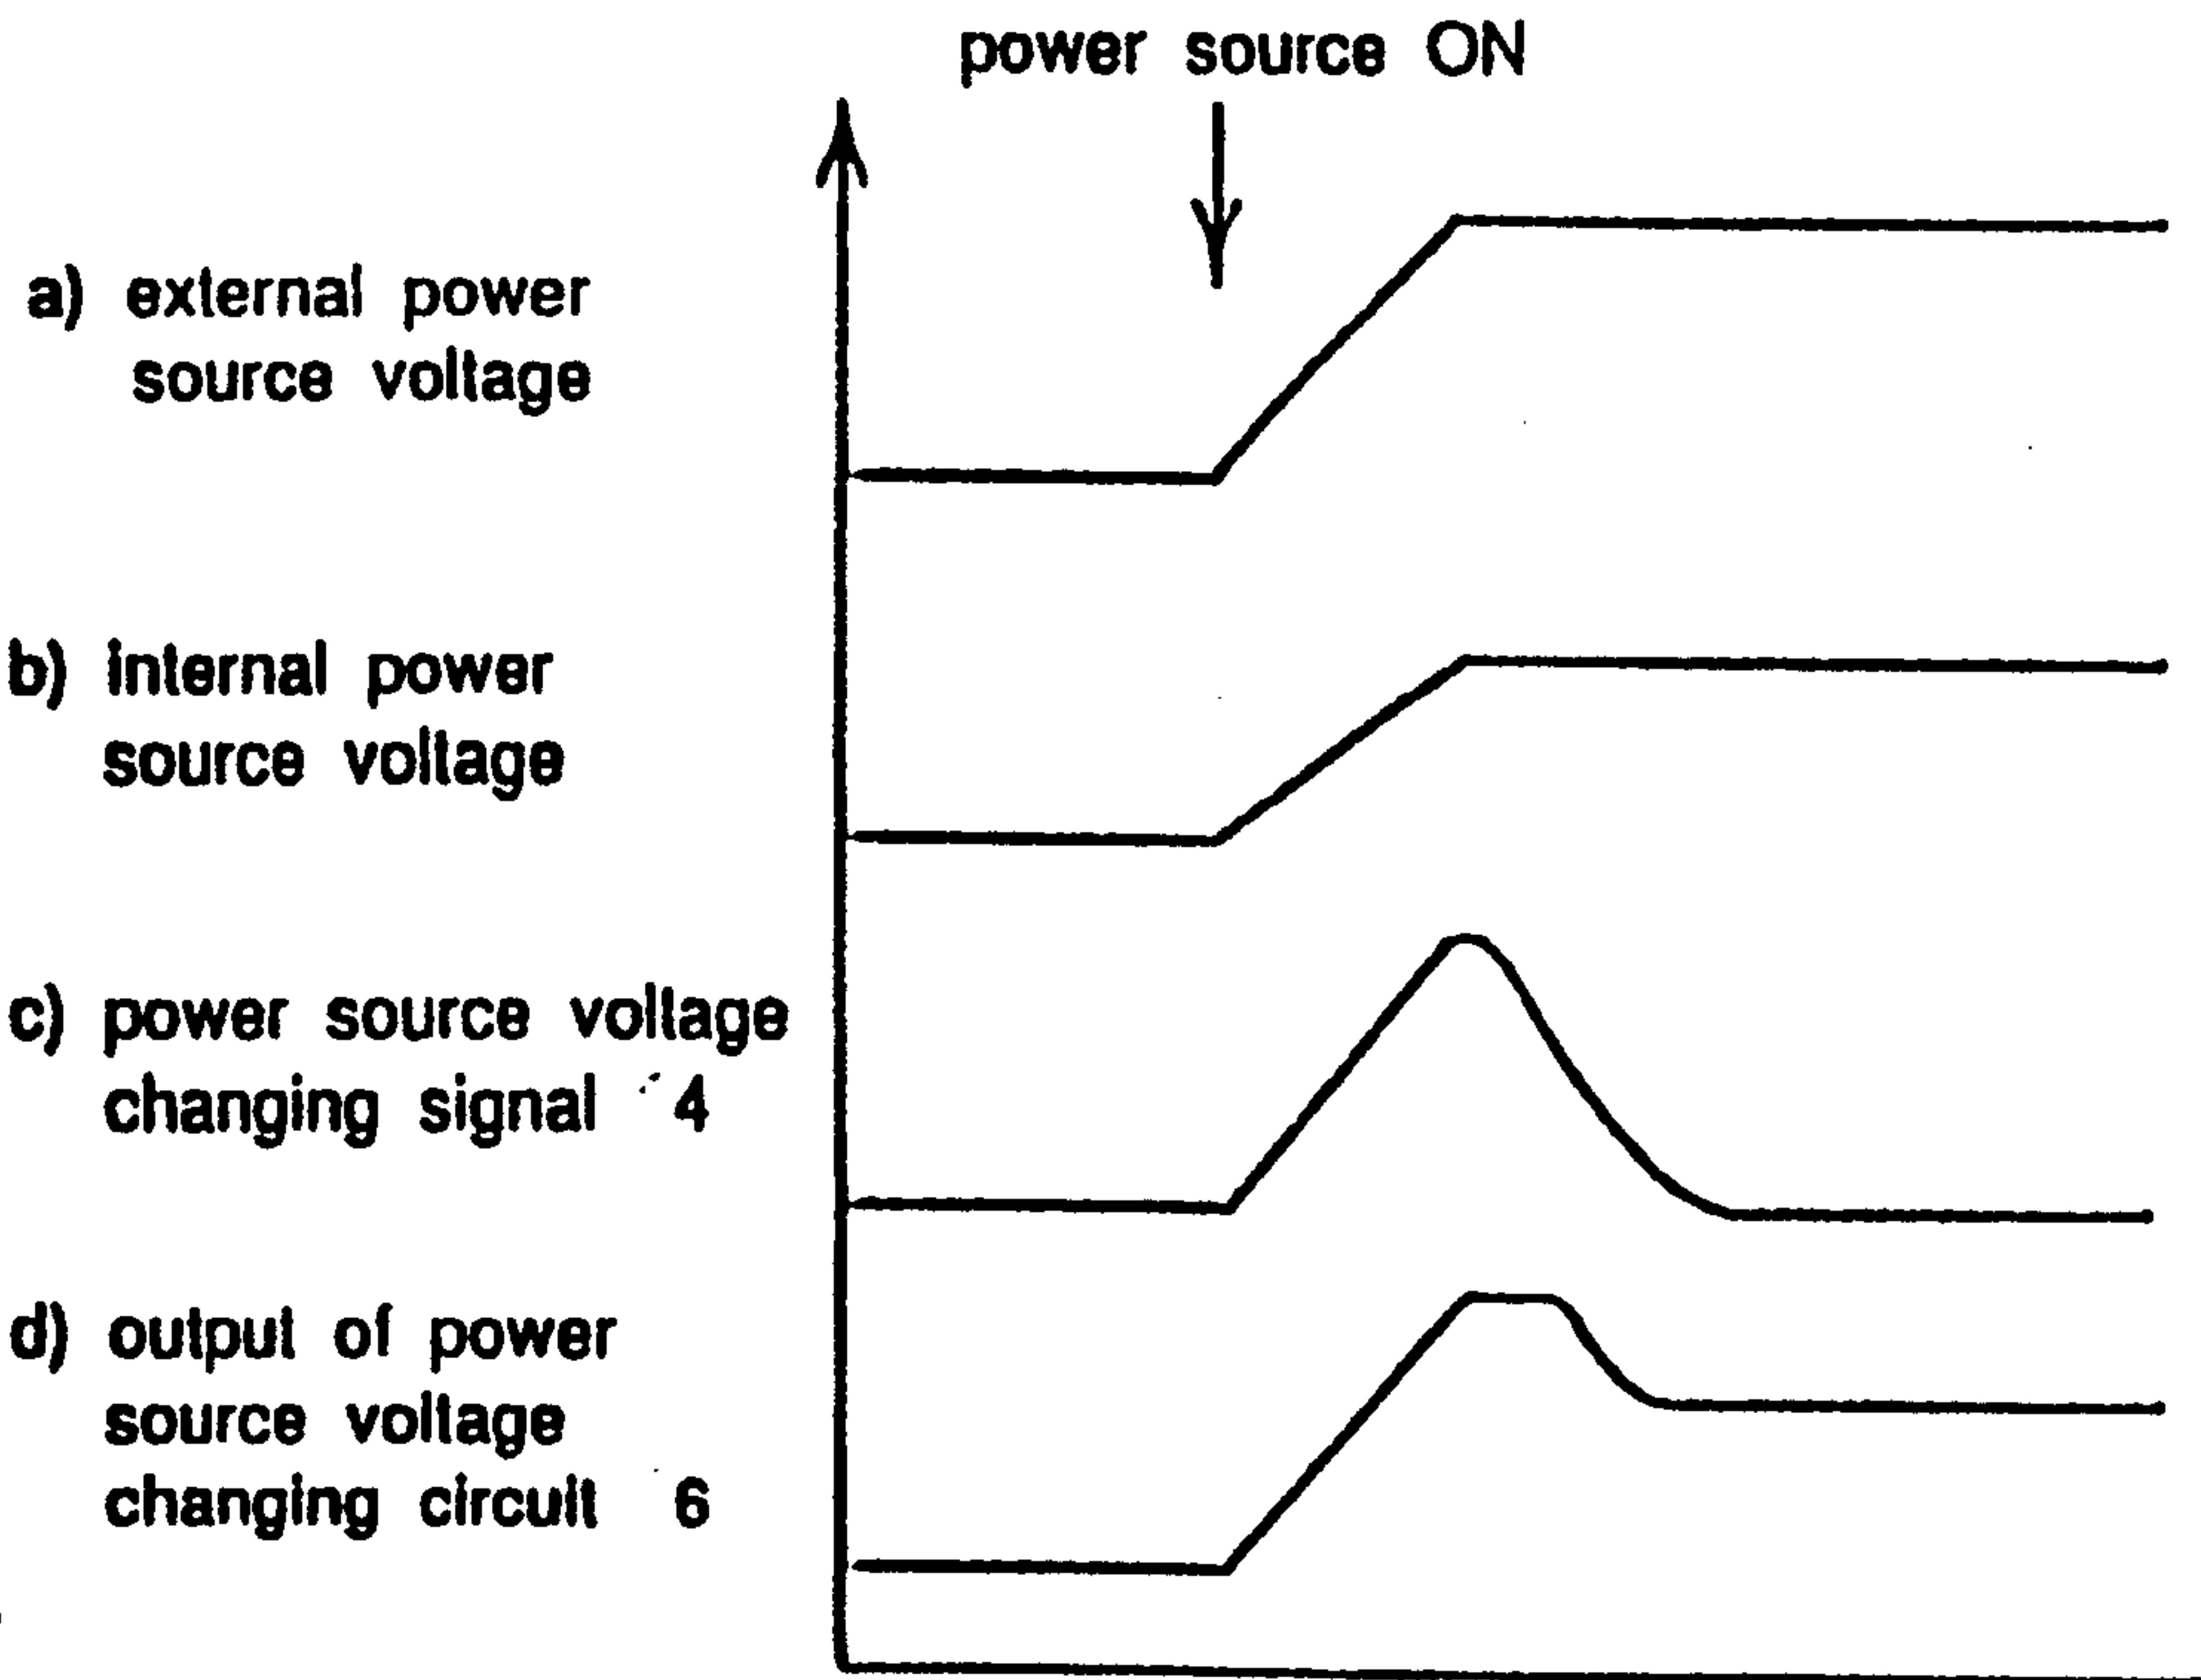 power source ON
a) external power
source voltage
b) internal power
source voltage
c) power source voltage
changing signal 4
d) output of power
source voltage
changing circuit 6